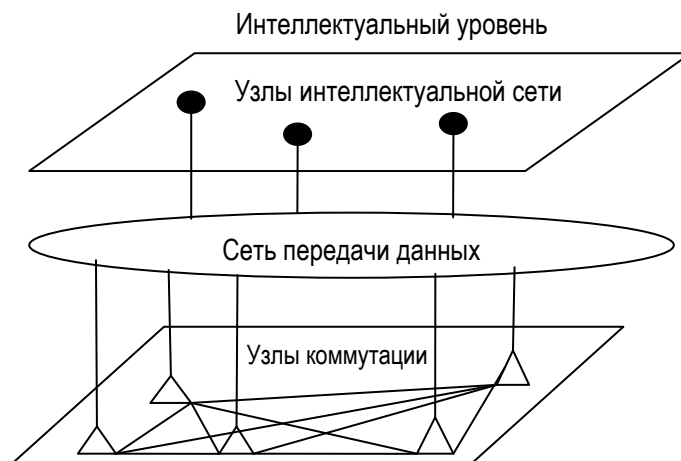 Интеллектуальный уровень
Узлы интеллектуальной сети
Сеть передачи данных
Узлы коммутации